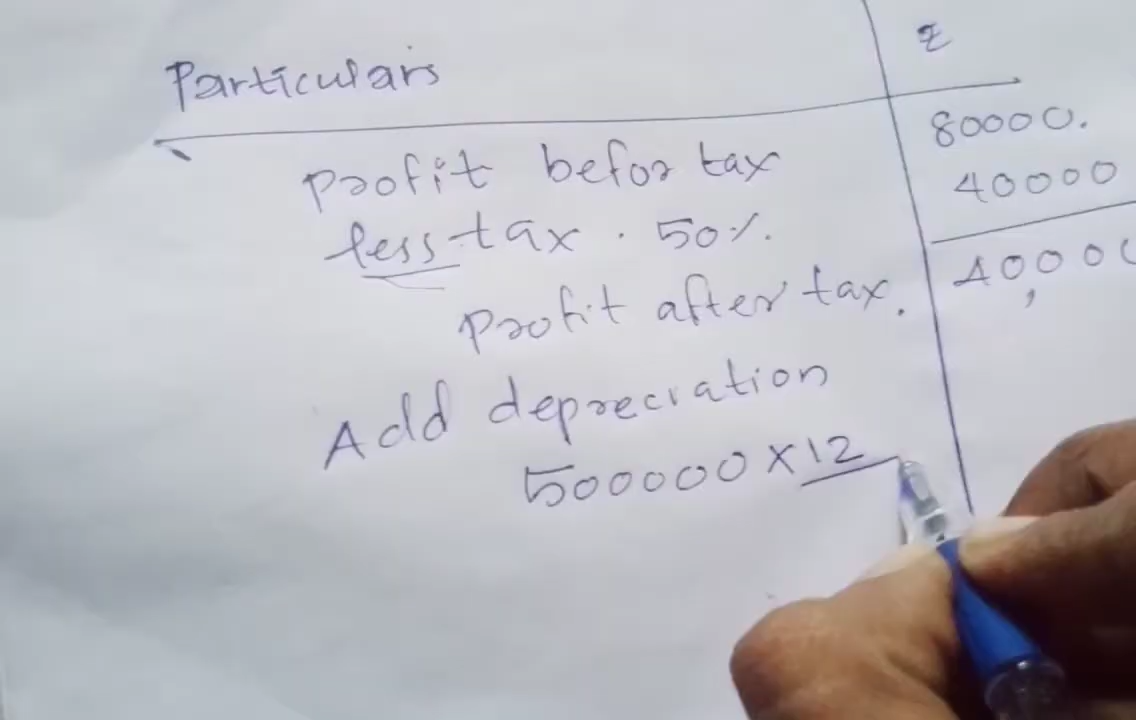 Particulars ₹
Profit befor tax 80000.
less tax . 50%. 40000
Profit after tax. 40,000
Add depreciation
500000 × 12